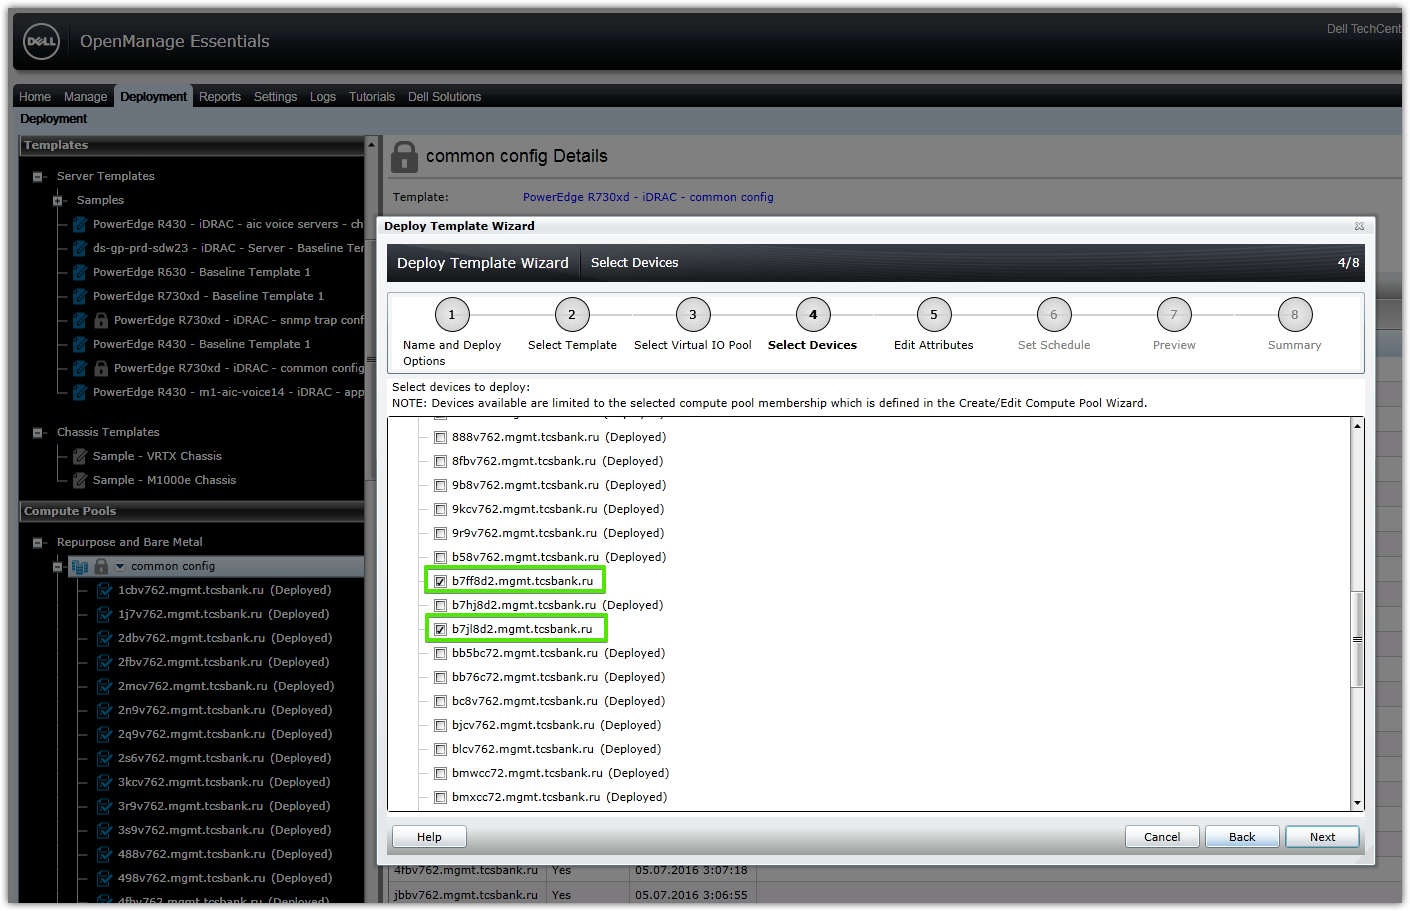 DELL OpenManage Essentials
Dell TechCent
Home Manage Deployment Reports Settings Logs Tutorials Dell Solutions
Deployment
Templates
Server Templates
Samples
PowerEdge R430 - iDRAC - aic voice servers - ch
ds-gp-prd-sdw23 - iDRAC - Server - Baseline Ter
PowerEdge R630 - Baseline Template 1
PowerEdge R730xd - Baseline Template 1
PowerEdge R730xd - iDRAC - snmp trap conf
PowerEdge R430 - Baseline Template 1
PowerEdge R730xd - iDRAC - common config
PowerEdge R430 - m1-aic-voice14 - iDRAC - app
Chassis Templates
Sample - VRTX Chassis
Sample - M1000e Chassis
Compute Pools
Repurpose and Bare Metal
common config
1cbv762.mgmt.tcsbank.ru (Deployed)
1j7v762.mgmt.tcsbank.ru (Deployed)
2dbv762.mgmt.tcsbank.ru (Deployed)
2fbv762.mgmt.tcsbank.ru (Deployed)
2mcv762.mgmt.tcsbank.ru (Deployed)
2n9v762.mgmt.tcsbank.ru (Deployed)
2q9v762.mgmt.tcsbank.ru (Deployed)
2s6v762.mgmt.tcsbank.ru (Deployed)
3kcv762.mgmt.tcsbank.ru (Deployed)
3r9v762.mgmt.tcsbank.ru (Deployed)
3s9v762.mgmt.tcsbank.ru (Deployed)
488v762.mgmt.tcsbank.ru (Deployed)
498v762.mgmt.tcsbank.ru (Deployed)
4fbv762.mgmt.tcsbank.ru (Deployed)
common config Details
Template: PowerEdge R730xd - iDRAC - common config
Deploy Template Wizard
Deploy Template Wizard Select Devices 4/8
1 2 3 4 5 6 7 8
Name and Deploy Options
Select Template
Select Virtual IO Pool
Select Devices
Edit Attributes
Set Schedule
Preview
Summary
Select devices to deploy:
NOTE: Devices available are limited to the selected compute pool membership which is defined in the Create/Edit Compute Pool Wizard.
888v762.mgmt.tcsbank.ru (Deployed)
8fbv762.mgmt.tcsbank.ru (Deployed)
9b8v762.mgmt.tcsbank.ru (Deployed)
9kcv762.mgmt.tcsbank.ru (Deployed)
9r9v762.mgmt.tcsbank.ru (Deployed)
b58v762.mgmt.tcsbank.ru (Deployed)
b7ff8d2.mgmt.tcsbank.ru
b7hj8d2.mgmt.tcsbank.ru (Deployed)
b7jl8d2.mgmt.tcsbank.ru
bb5bc72.mgmt.tcsbank.ru (Deployed)
bb76c72.mgmt.tcsbank.ru (Deployed)
bc8v762.mgmt.tcsbank.ru (Deployed)
bjcv762.mgmt.tcsbank.ru (Deployed)
blcv762.mgmt.tcsbank.ru (Deployed)
bmwcc72.mgmt.tcsbank.ru (Deployed)
bmxcc72.mgmt.tcsbank.ru (Deployed)
Help Cancel Back Next
4fbv762.mgmt.tcsbank.ru Yes 05.07.2016 3:07:18
jbbv762.mgmt.tcsbank.ru Yes 05.07.2016 3:06:55